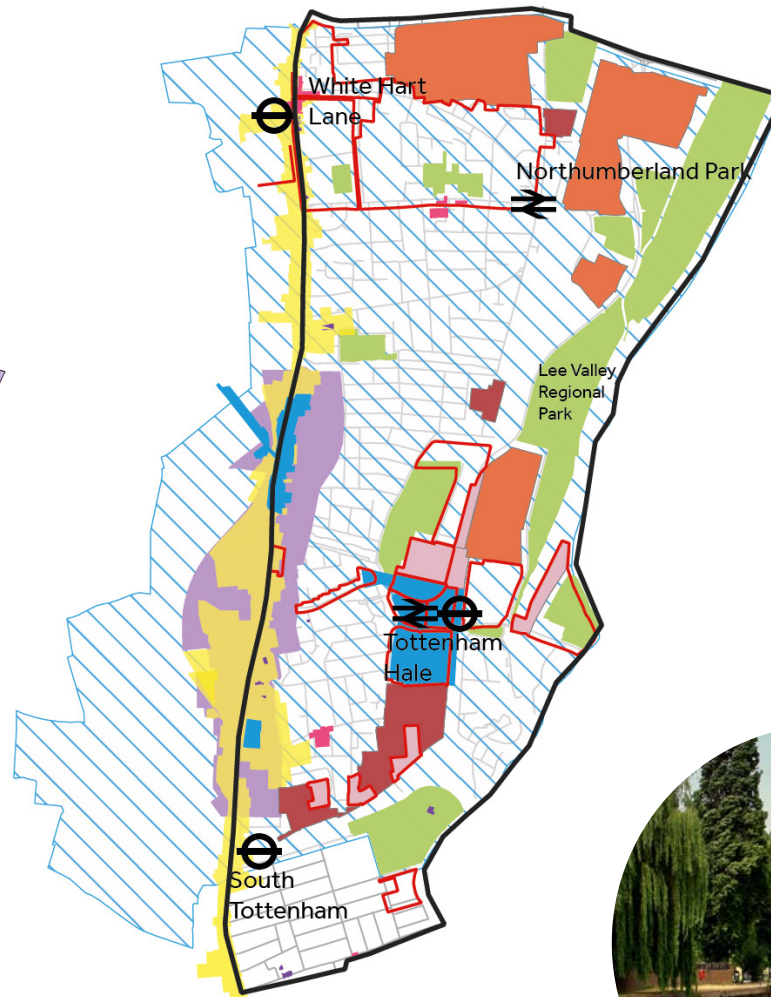 White Hart
Lane
Northumberland Park
Lee Valley
Regional
Park
Tottenham
Hale
South
Tottenham